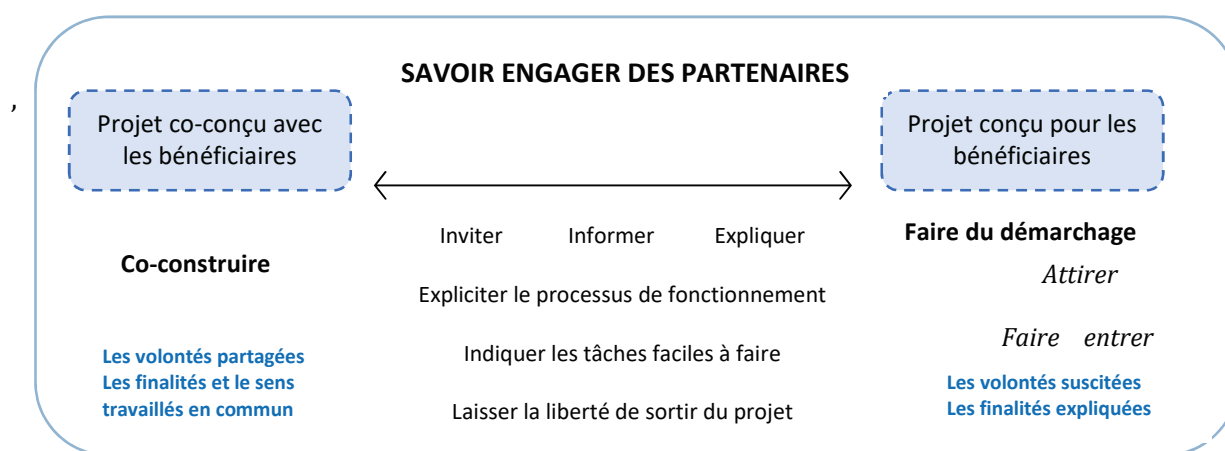 SAVOIR ENGAGER DES PARTENAIRES
,
Projet co-conçu avec
les bénéficiaires
Projet conçu pour les
bénéficiaires
Inviter Informer Expliquer
Faire du démarchage
Co-construire
Attirer
Expliciter le processus de fonctionnement
Faire entrer
Les volontés partagées
Les finalités et le sens
travaillés en commun
Indiquer les tâches faciles à faire
Laisser la liberté de sortir du projet
Les volontés suscitées
Les finalités expliquées